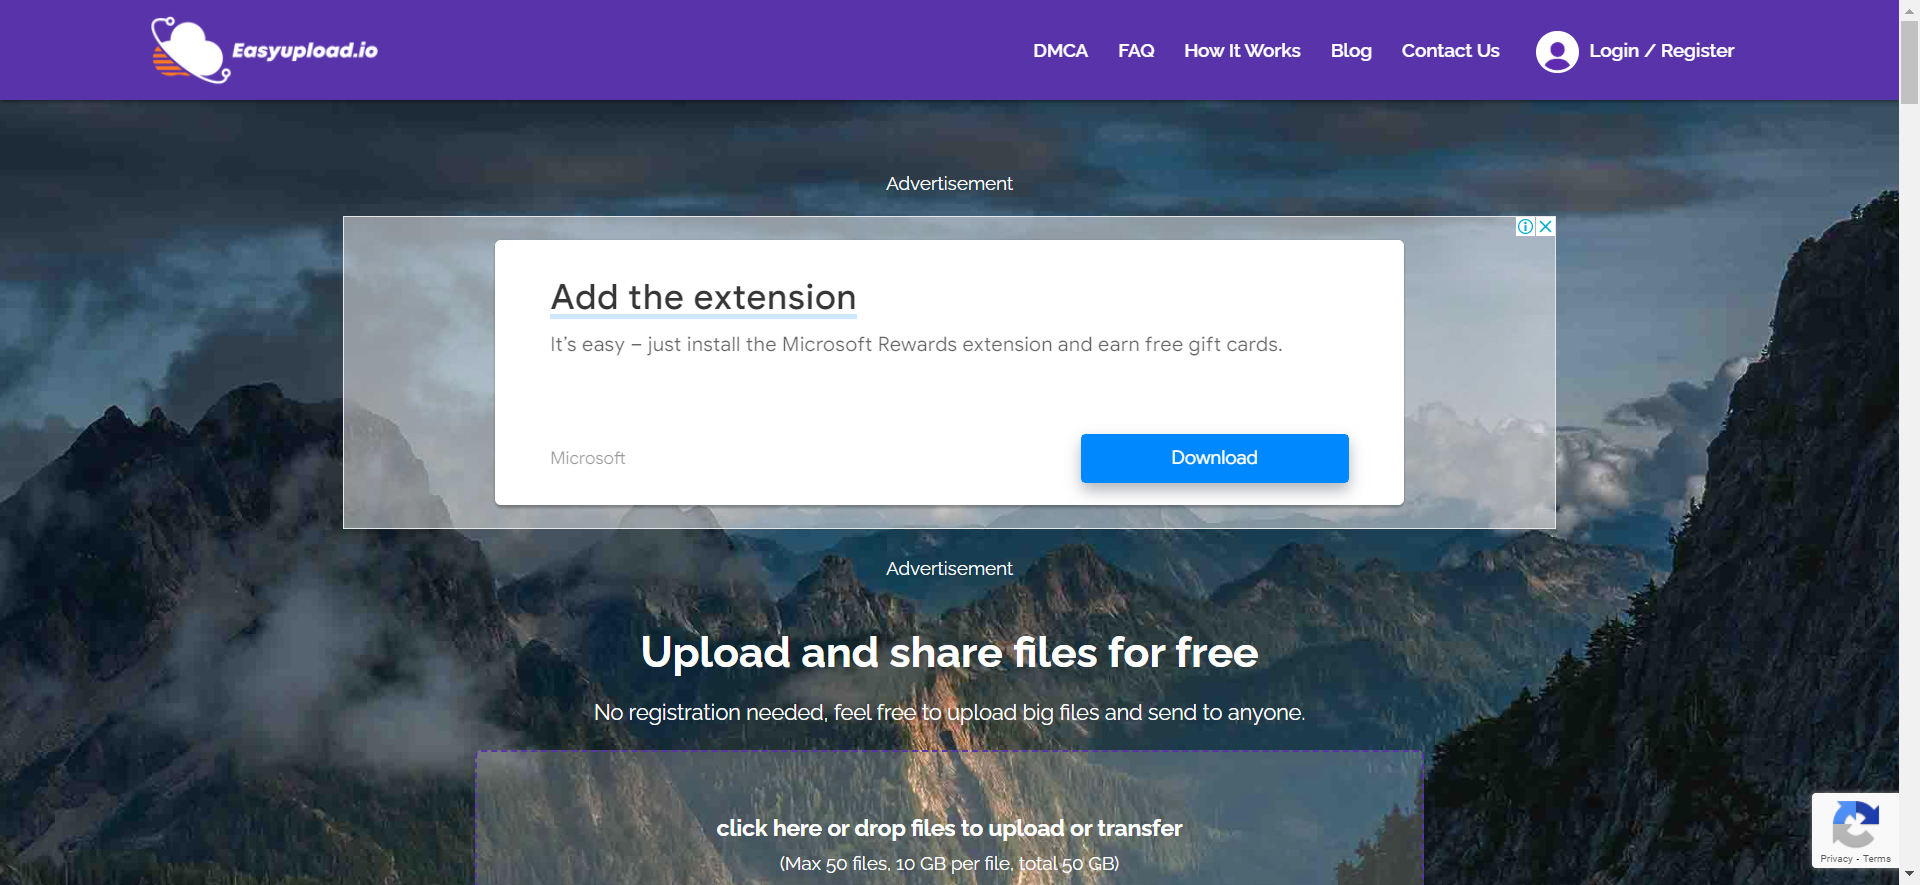 Easyupload.io
DMCA
FAQ
How It Works
Blog
Contact Us
Login / Register
Advertisement
Add the extension
It's easy – just install the Microsoft Rewards extension and earn free gift cards.
Microsoft
Download
Advertisement
Upload and share files for free
No registration needed, feel free to upload big files and send to anyone.
click here or drop files to upload or transfer
(Max 50 files, 10 GB per file, total 50 GB)
Privacy - Terms